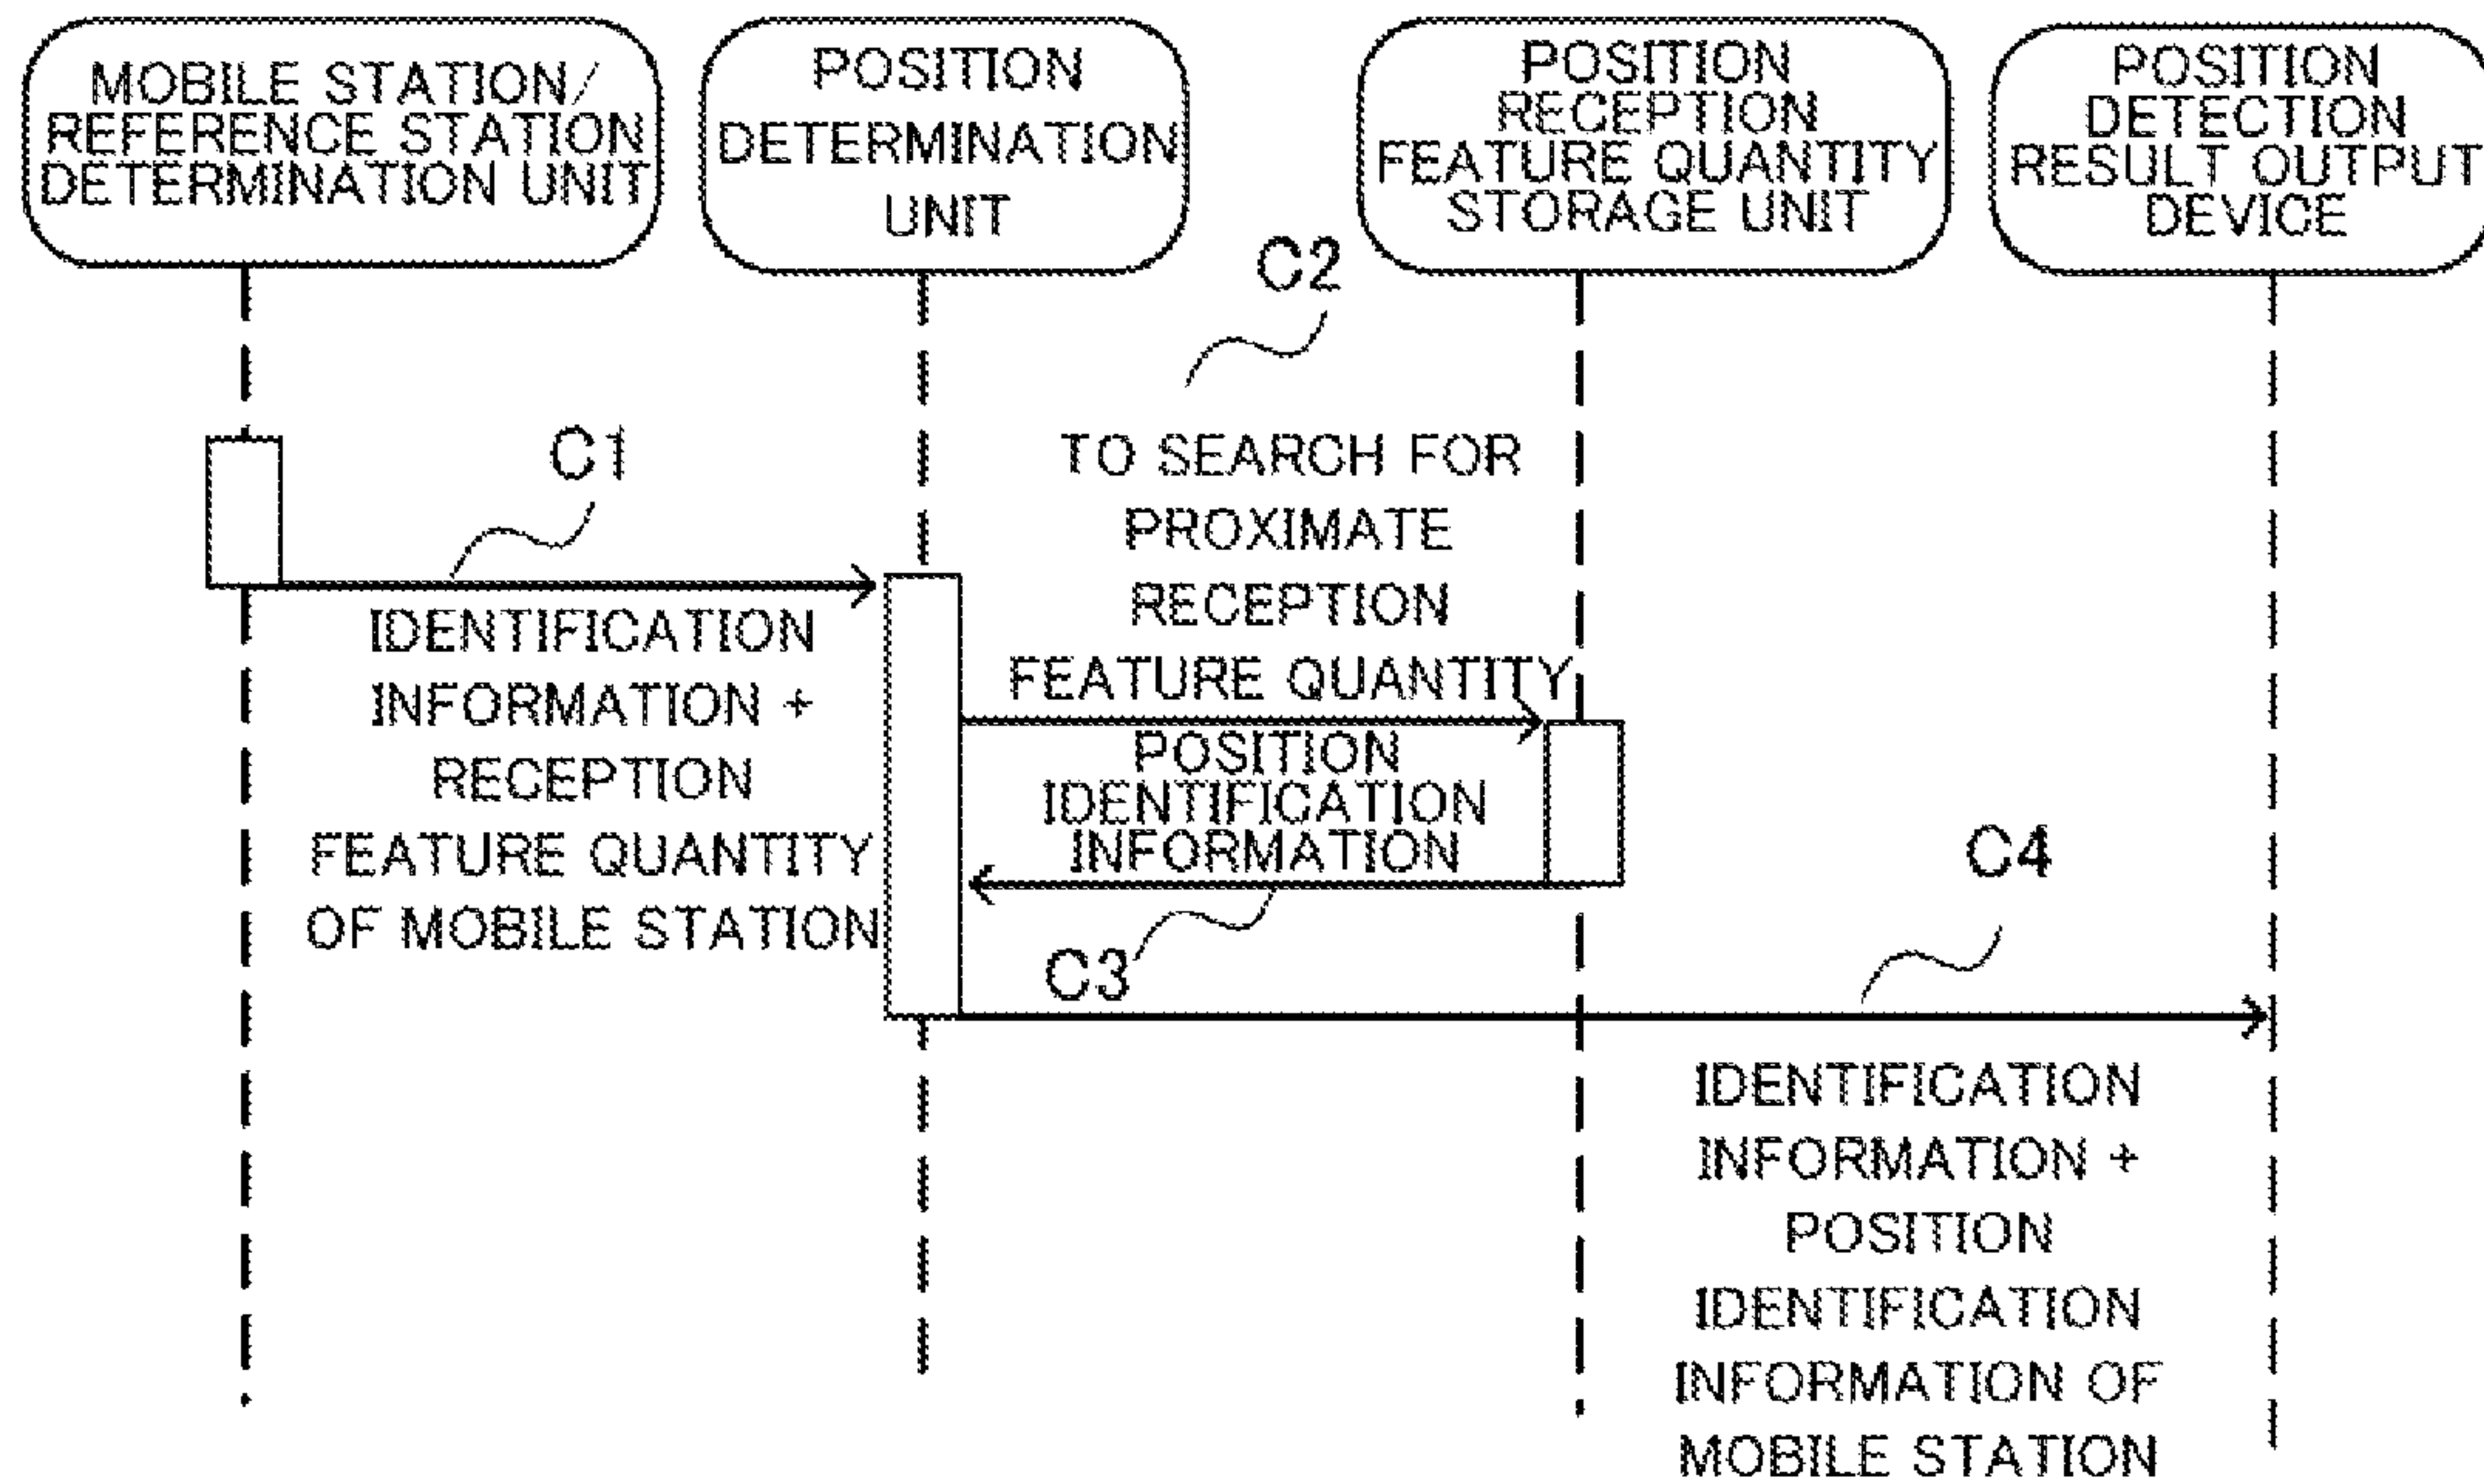 MOBILE STATION/
REFERENCE STATION
DETERMINATION UNIT
POSITION
DETERMINATION
UNIT
POSITION
RECEPTION
FEATURE QUANTITY
STORAGE UNIT
POSITION
DETECTION
RESULT OUTPUT
DEVICE
C2
C1
TO SEARCH FOR
PROXIMATE
RECEPTION
FEATURE QUANTITY
IDENTIFICATION
INFORMATION +
RECEPTION
FEATURE QUANTITY
OF MOBILE STATION
POSITION
IDENTIFICATION
INFORMATION
C3
C4
IDENTIFICATION
INFORMATION +
POSITION
IDENTIFICATION
INFORMATION OF
MOBILE STATION